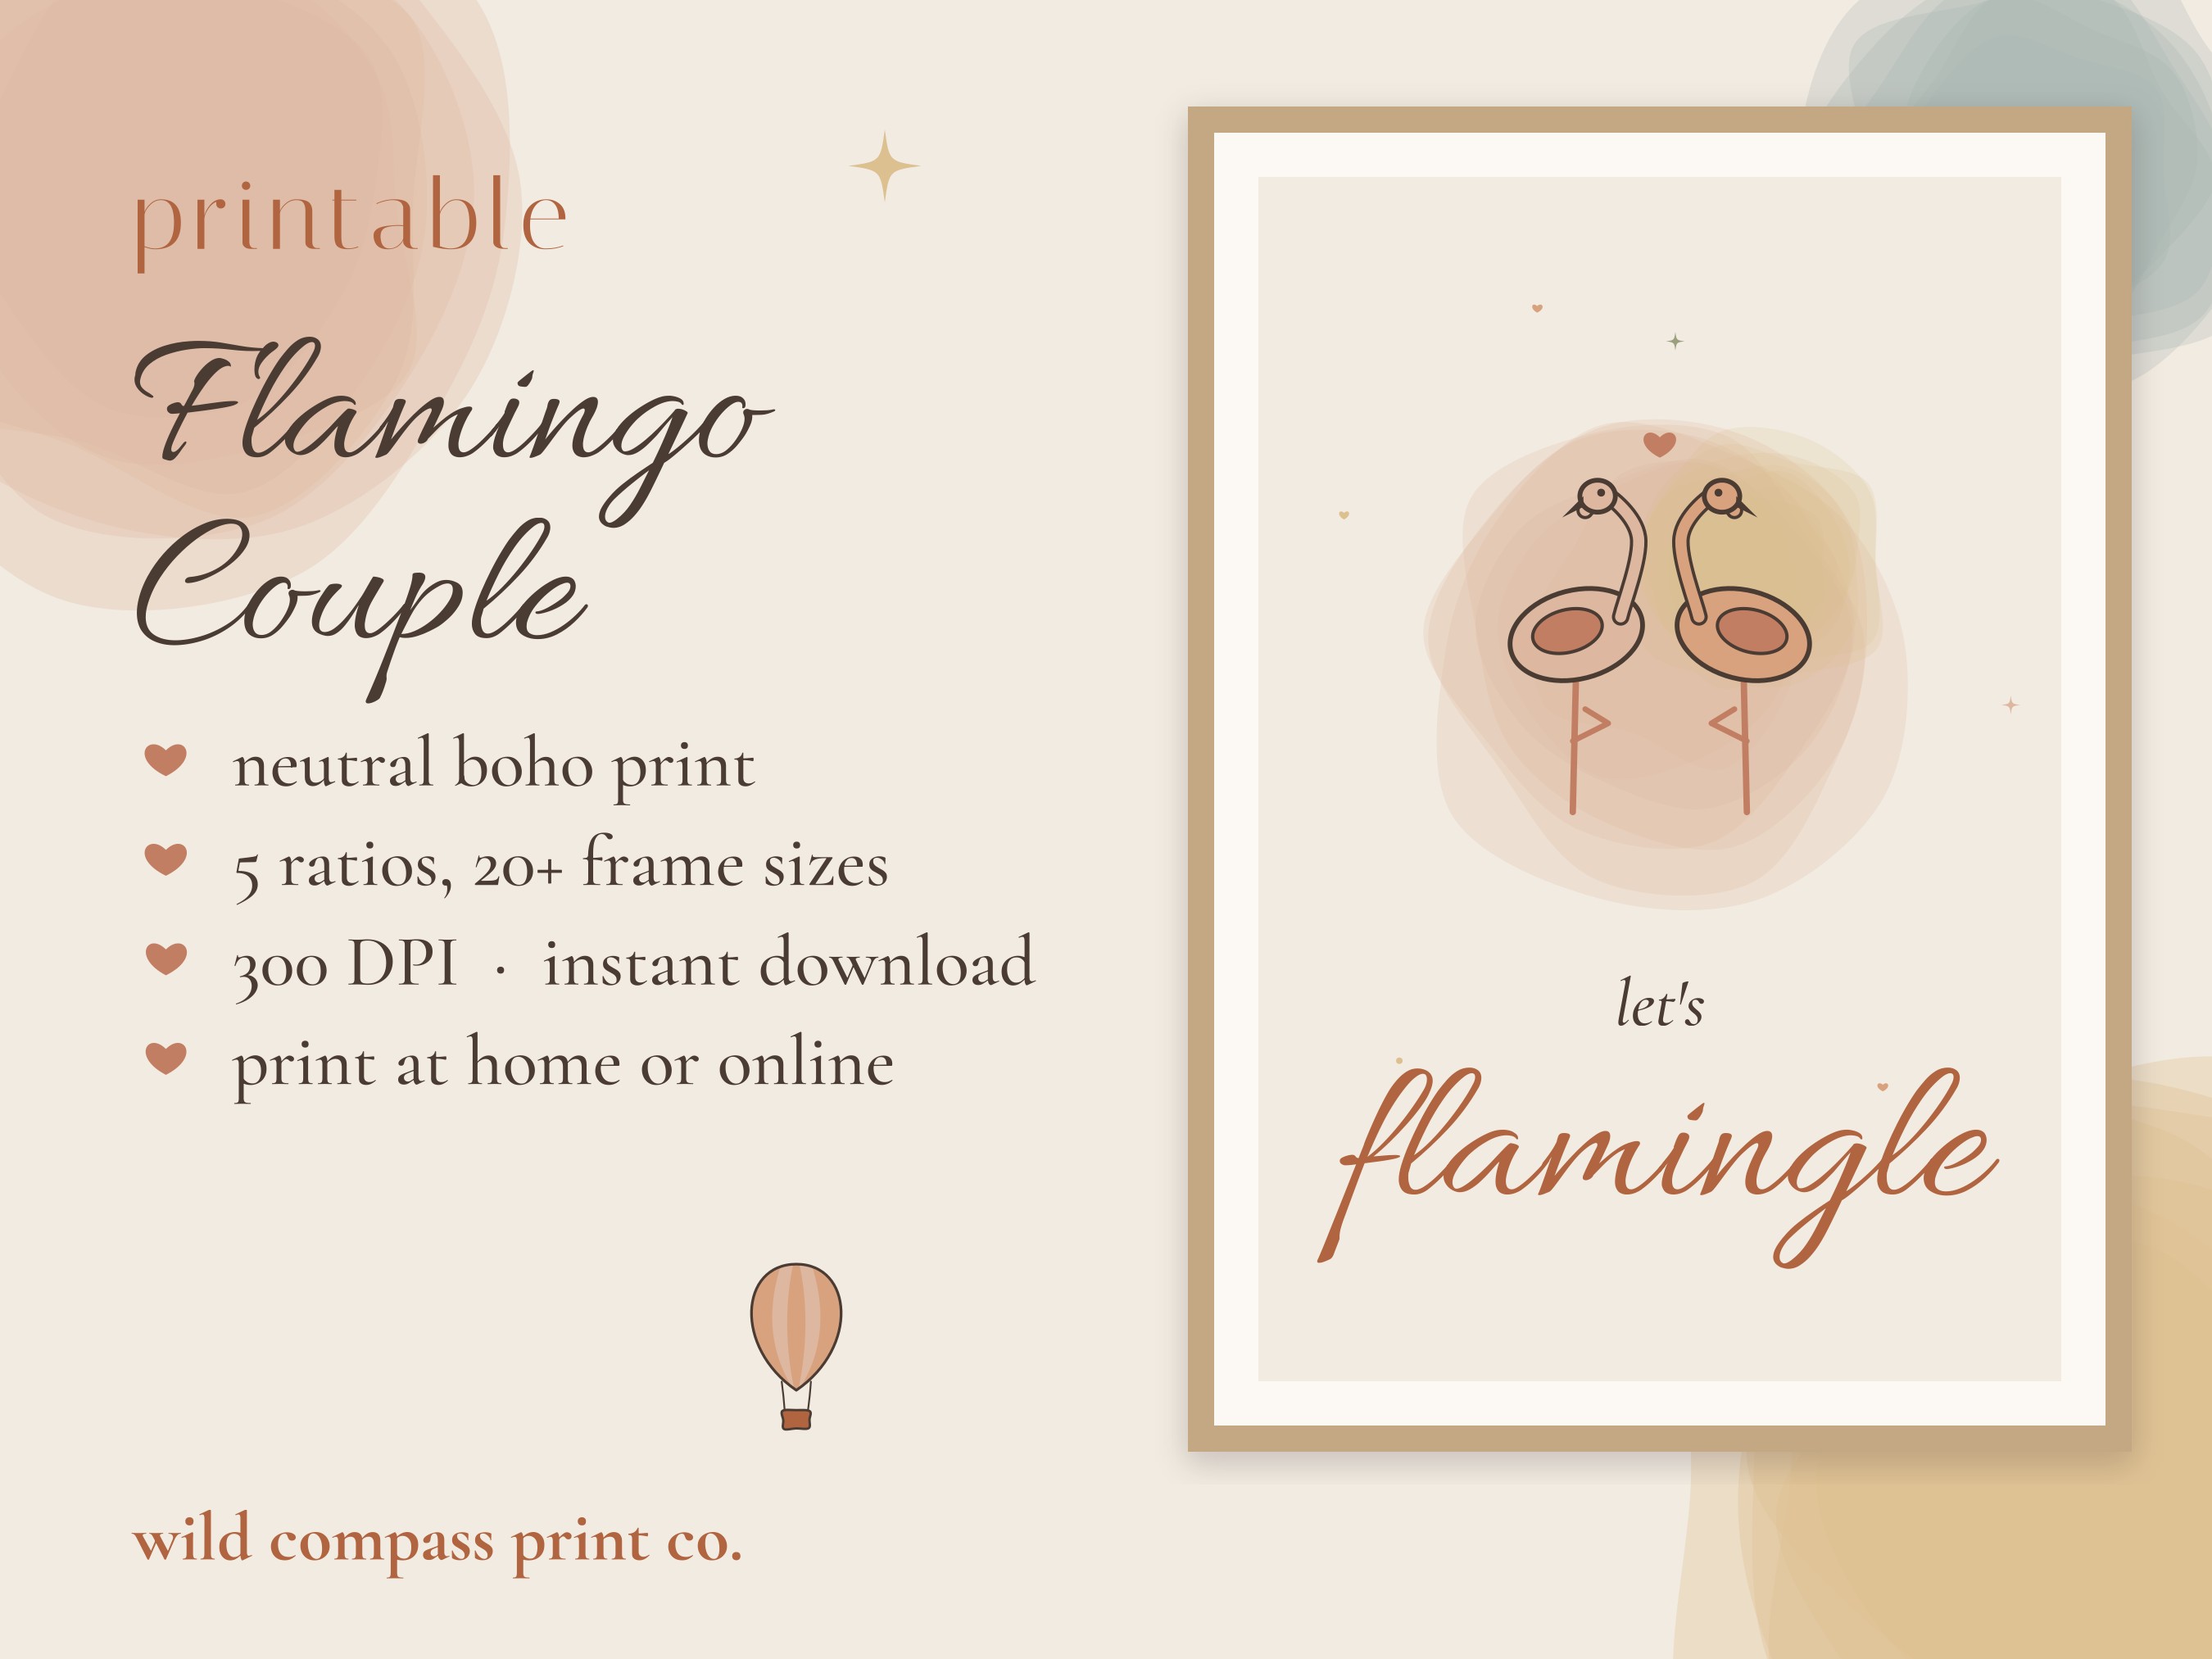 printable
Flamingo
Couple
neutral boho print
5 ratios, 20+ frame sizes
300 DPI · instant download
print at home or online
wild compass print co.
let's
flamingle